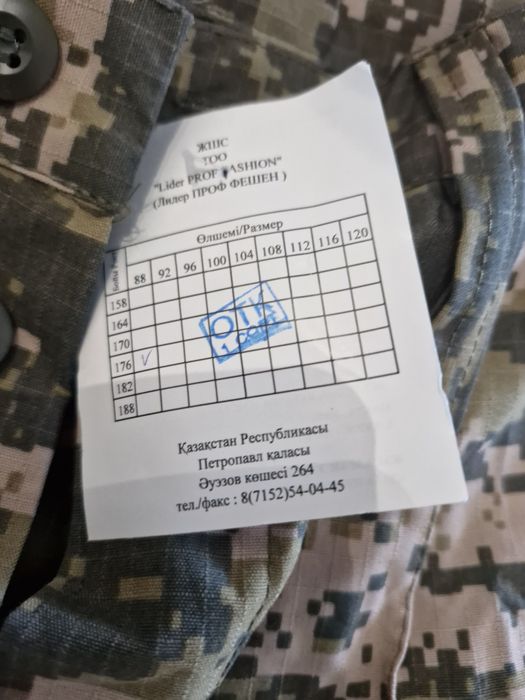 ЖШС
ТОО
"Lider PROF FASHION"
(Лидер ПРОФ ФЕШЕН )
Өлшемі/Размер
88 92 96 100 104 108 112 116 120
158
164
170
176 V
182
188
ОТК
Қазақстан Республикасы
Петропавл қаласы
Әуэзов көшесі 264
тел./факс : 8(7152)54-04-45